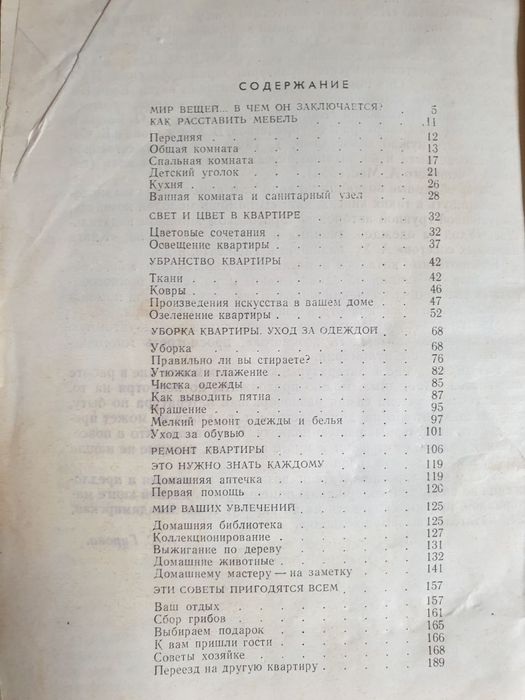 СОДЕРЖАНИЕ
МИР ВЕЩЕЙ... В ЧЕМ ОН ЗАКЛЮЧАЕТСЯ? . 5
КАК РАССТАВИТЬ МЕБЕЛЬ . . . . . 11
Передняя . . . . . . . . . 12
Общая комната . . . . . . . 13
Спальная комната . . . . . . . 17
Детский уголок . . . . . . . 21
Кухня . . . . . . . . . 26
Ванная комната и санитарный узел . . 28
СВЕТ И ЦВЕТ В КВАРТИРЕ . . . . . 32
Цветовые сочетания . . . . . . 32
Освещение квартиры . . . . . . 37
УБРАНСТВО КВАРТИРЫ . . . . . . 42
Ткани . . . . . . . . . 42
Ковры . . . . . . . . . 46
Произведения искусства в вашем доме . . 47
Озеленение квартиры . . . . . . 52
УБОРКА КВАРТИРЫ. УХОД ЗА ОДЕЖДОЙ . . 68
Уборка . . . . . . . . . 68
Правильно ли вы стираете? . . . . 76
Утюжка и глажение . . . . . . 82
Чистка одежды . . . . . . . 85
Как выводить пятна . . . . . . 87
Крашение . . . . . . . . 95
Мелкий ремонт одежды и белья . . . 97
Уход за обувью . . . . . . . 101
РЕМОНТ КВАРТИРЫ . . . . . . 106
ЭТО НУЖНО ЗНАТЬ КАЖДОМУ . . . . 119
Домашняя аптечка . . . . . . 119
Первая помощь . . . . . . . 120
МИР ВАШИХ УВЛЕЧЕНИЙ . . . . . 125
Домашняя библиотека . . . . . 125
Коллекционирование . . . . . . 127
Выжигание по дереву . . . . . 131
Домашние животные . . . . . . 132
Домашнему мастеру — на заметку . . . 141
ЭТИ СОВЕТЫ ПРИГОДЯТСЯ ВСЕМ . . . . 157
Ваш отдых . . . . . . . . 157
Сбор грибов . . . . . . . 161
Выбираем подарок . . . . . . 165
К вам пришли гости . . . . . . 166
Советы хозяйке . . . . . . . 168
Переезд на другую квартиру . . . . 189